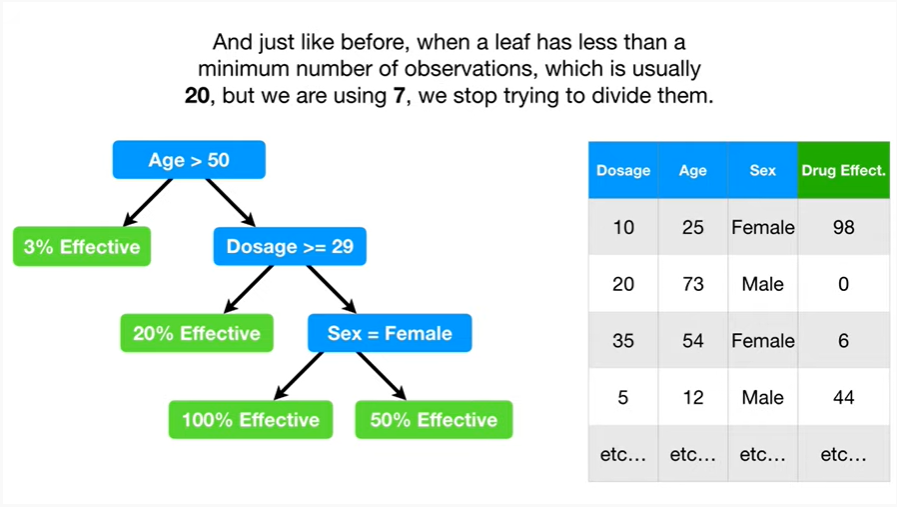 And just like before, when a leaf has less than a
minimum number of observations, which is usually
20, but we are using 7, we stop trying to divide them.
Age > 50
3% Effective
Dosage >= 29
20% Effective
Sex = Female
100% Effective
50% Effective
Dosage Age Sex Drug Effect.
10 25 Female 98
20 73 Male 0
35 54 Female 6
5 12 Male 44
etc... etc... etc... etc...